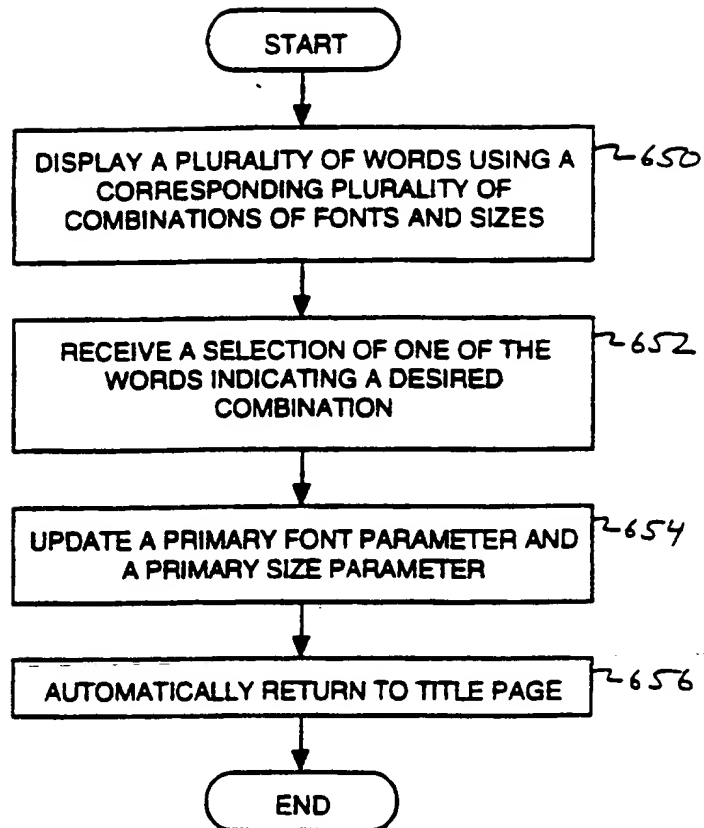 START
DISPLAY A PLURALITY OF WORDS USING A
CORRESPONDING PLURALITY OF
COMBINATIONS OF FONTS AND SIZES
650
RECEIVE A SELECTION OF ONE OF THE
WORDS INDICATING A DESIRED
COMBINATION
652
UPDATE A PRIMARY FONT PARAMETER AND
A PRIMARY SIZE PARAMETER
654
AUTOMATICALLY RETURN TO TITLE PAGE
656
END